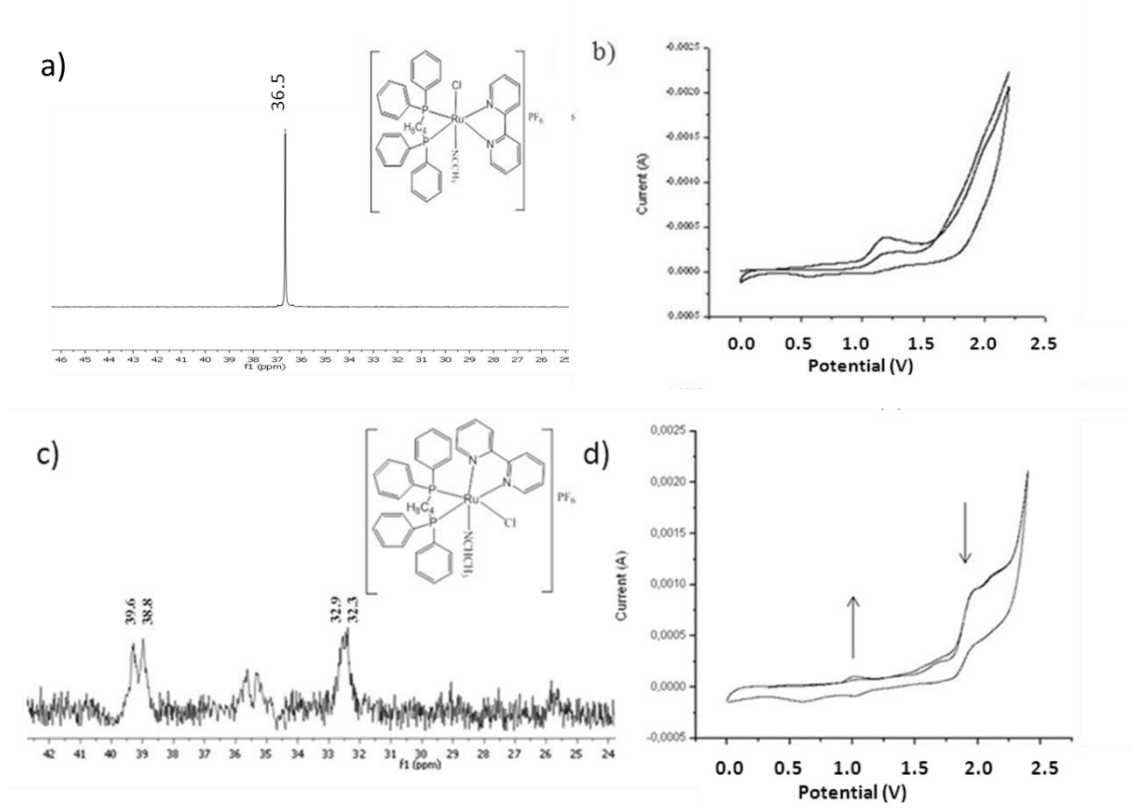 a)
36.5
Cl
P
N
H8C4
Ru
P
N
NCCH3
PF6
6
46 45 44 43 42 41 40 39 38 37 36 35 34 33 32 31 30 29 28 27 26 25
f1 (ppm)
b)
-0.0025
-0.0020
-0.0015
-0.0010
-0.0005
0.0000
0.0005
Current (A)
0.0 0.5 1.0 1.5 2.0 2.5
Potential (V)
c)
N
P
N
H8C4
Ru
P
Cl
NCHCH3
PF6
39.6
38.8
32.9
32.3
42 41 40 39 38 37 36 35 34 33 32 31 30 29 28 27 26 25 24
f1 (ppm)
d)
0,0025
0,0020
0,0015
0,0010
0,0005
0,0000
-0,0005
Current (A)
0.0 0.5 1.0 1.5 2.0 2.5
Potential (V)